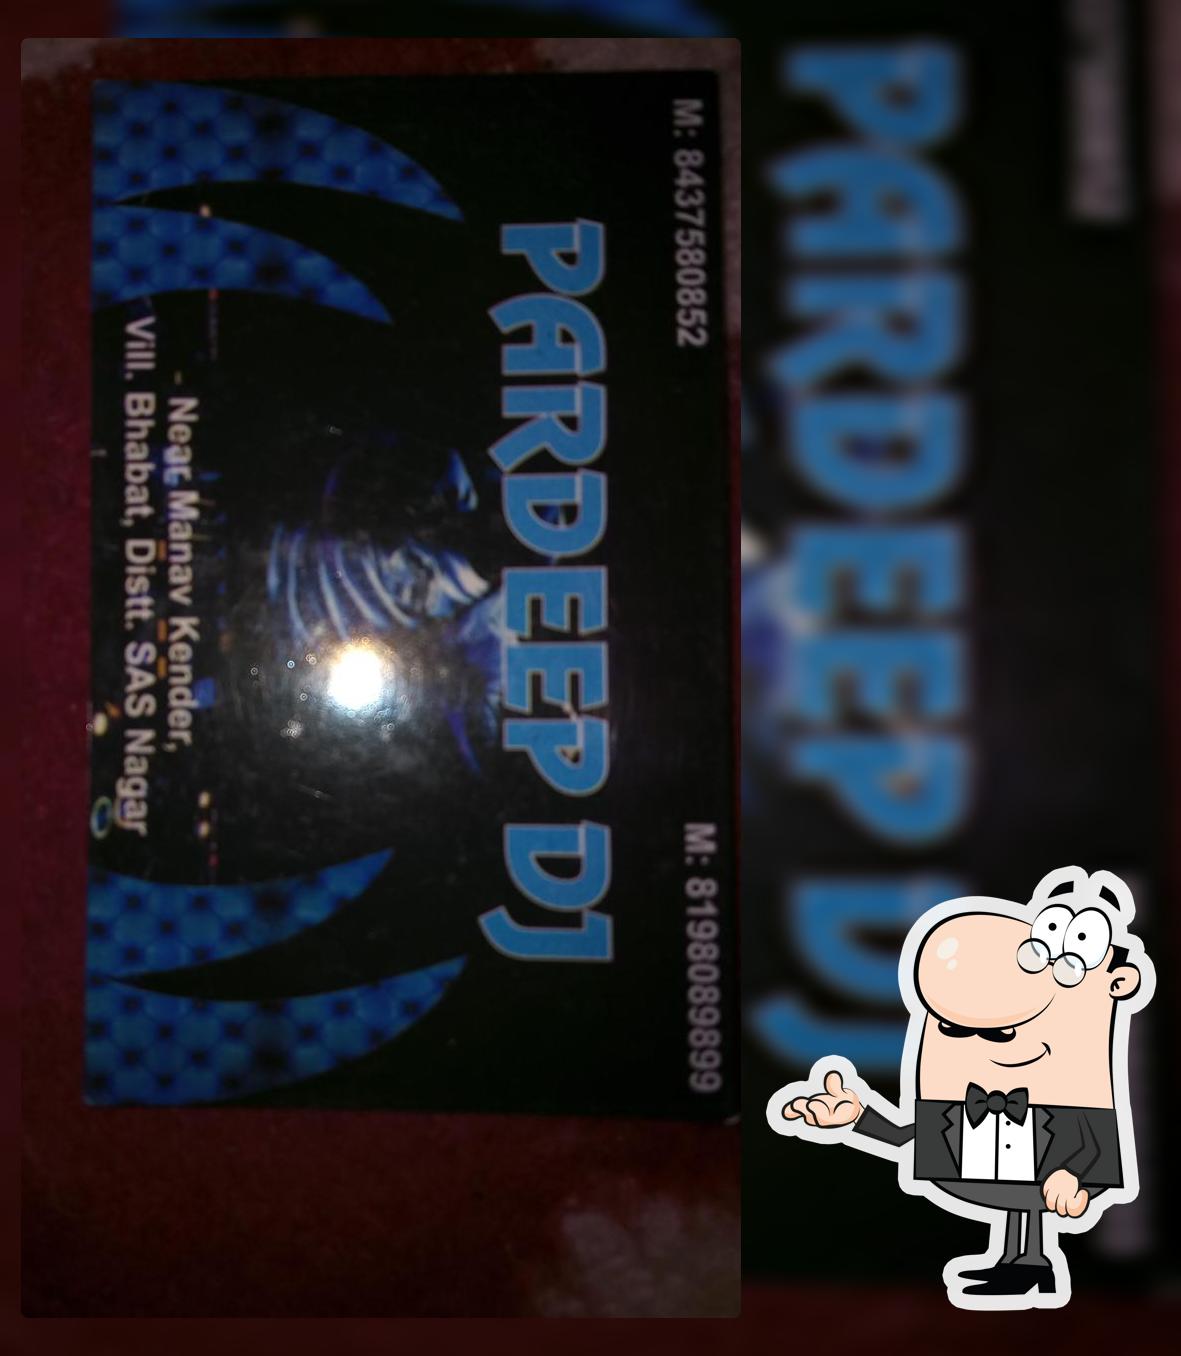 M: 8437580852
M: 8198089899
PARDEEP DJ
Near Manav Kender,
Vill. Bhabat, Distt. SAS Nagar